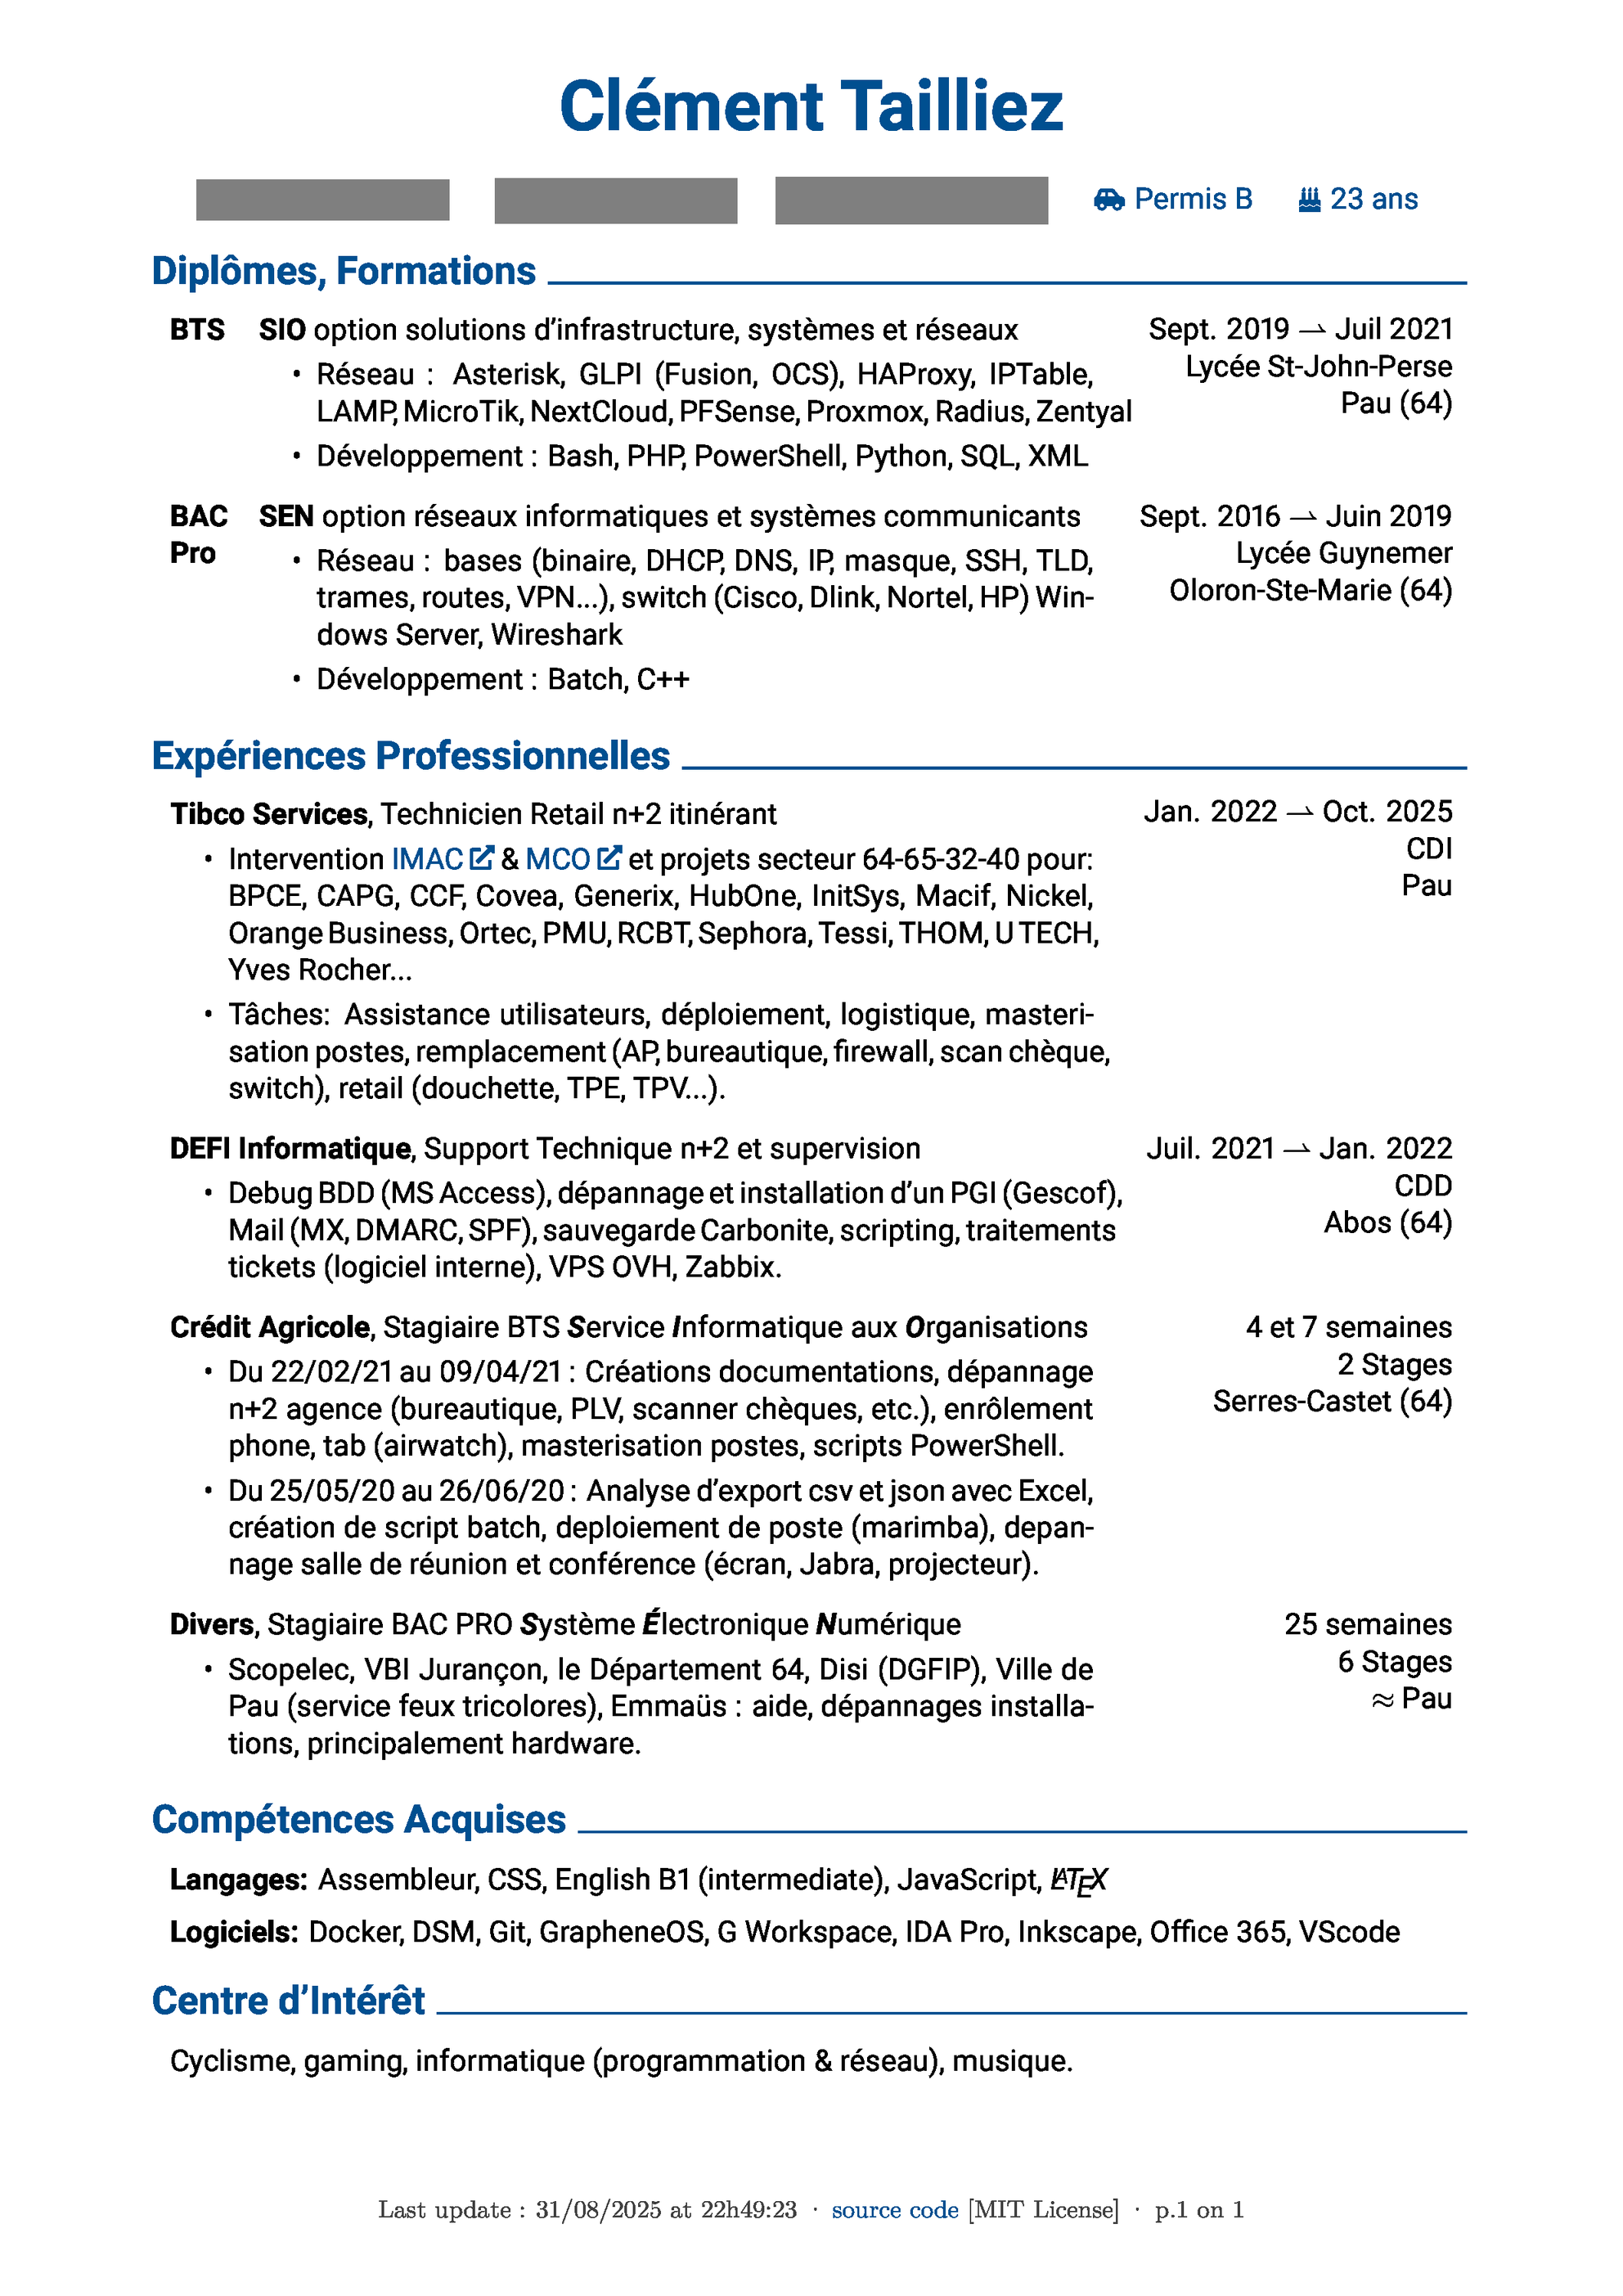 Clément Tailliez
Permis B 23 ans
Diplômes, Formations
BTS SIO option solutions d'infrastructure, systèmes et réseaux Sept. 2019 ⇀ Juil 2021
• Réseau : Asterisk, GLPI (Fusion, OCS), HAProxy, IPTable, Lycée St-John-Perse
LAMP, MicroTik, NextCloud, PFSense, Proxmox, Radius, Zentyal Pau (64)
• Développement : Bash, PHP, PowerShell, Python, SQL, XML
BAC SEN option réseaux informatiques et systèmes communicants Sept. 2016 ⇀ Juin 2019
Pro • Réseau : bases (binaire, DHCP, DNS, IP, masque, SSH, TLD, Lycée Guynemer
trames, routes, VPN...), switch (Cisco, Dlink, Nortel, HP) Win- Oloron-Ste-Marie (64)
dows Server, Wireshark
• Développement : Batch, C++
Expériences Professionnelles
Tibco Services, Technicien Retail n+2 itinérant Jan. 2022 ⇀ Oct. 2025
• Intervention IMAC & MCO et projets secteur 64-65-32-40 pour: CDI
BPCE, CAPG, CCF, Covea, Generix, HubOne, InitSys, Macif, Nickel, Pau
Orange Business, Ortec, PMU, RCBT, Sephora, Tessi, THOM, U TECH,
Yves Rocher...
• Tâches: Assistance utilisateurs, déploiement, logistique, masteri-
sation postes, remplacement (AP, bureautique, firewall, scan chèque,
switch), retail (douchette, TPE, TPV...).
DEFI Informatique, Support Technique n+2 et supervision Juil. 2021 ⇀ Jan. 2022
• Debug BDD (MS Access), dépannage et installation d'un PGI (Gescof), CDD
Mail (MX, DMARC, SPF), sauvegarde Carbonite, scripting, traitements Abos (64)
tickets (logiciel interne), VPS OVH, Zabbix.
Crédit Agricole, Stagiaire BTS Service Informatique aux Organisations 4 et 7 semaines
• Du 22/02/21 au 09/04/21 : Créations documentations, dépannage 2 Stages
n+2 agence (bureautique, PLV, scanner chèques, etc.), enrôlement Serres-Castet (64)
phone, tab (airwatch), masterisation postes, scripts PowerShell.
• Du 25/05/20 au 26/06/20 : Analyse d'export csv et json avec Excel,
création de script batch, deploiement de poste (marimba), depan-
nage salle de réunion et conférence (écran, Jabra, projecteur).
Divers, Stagiaire BAC PRO Système Électronique Numérique 25 semaines
• Scopelec, VBI Jurançon, le Département 64, Disi (DGFIP), Ville de 6 Stages
Pau (service feux tricolores), Emmaüs : aide, dépannages installa- ≈ Pau
tions, principalement hardware.
Compétences Acquises
Langages: Assembleur, CSS, English B1 (intermediate), JavaScript, LATEX
Logiciels: Docker, DSM, Git, GrapheneOS, G Workspace, IDA Pro, Inkscape, Office 365, VScode
Centre d'Intérêt
Cyclisme, gaming, informatique (programmation & réseau), musique.
Last update : 31/08/2025 at 22h49:23 · source code [MIT License] · p.1 on 1